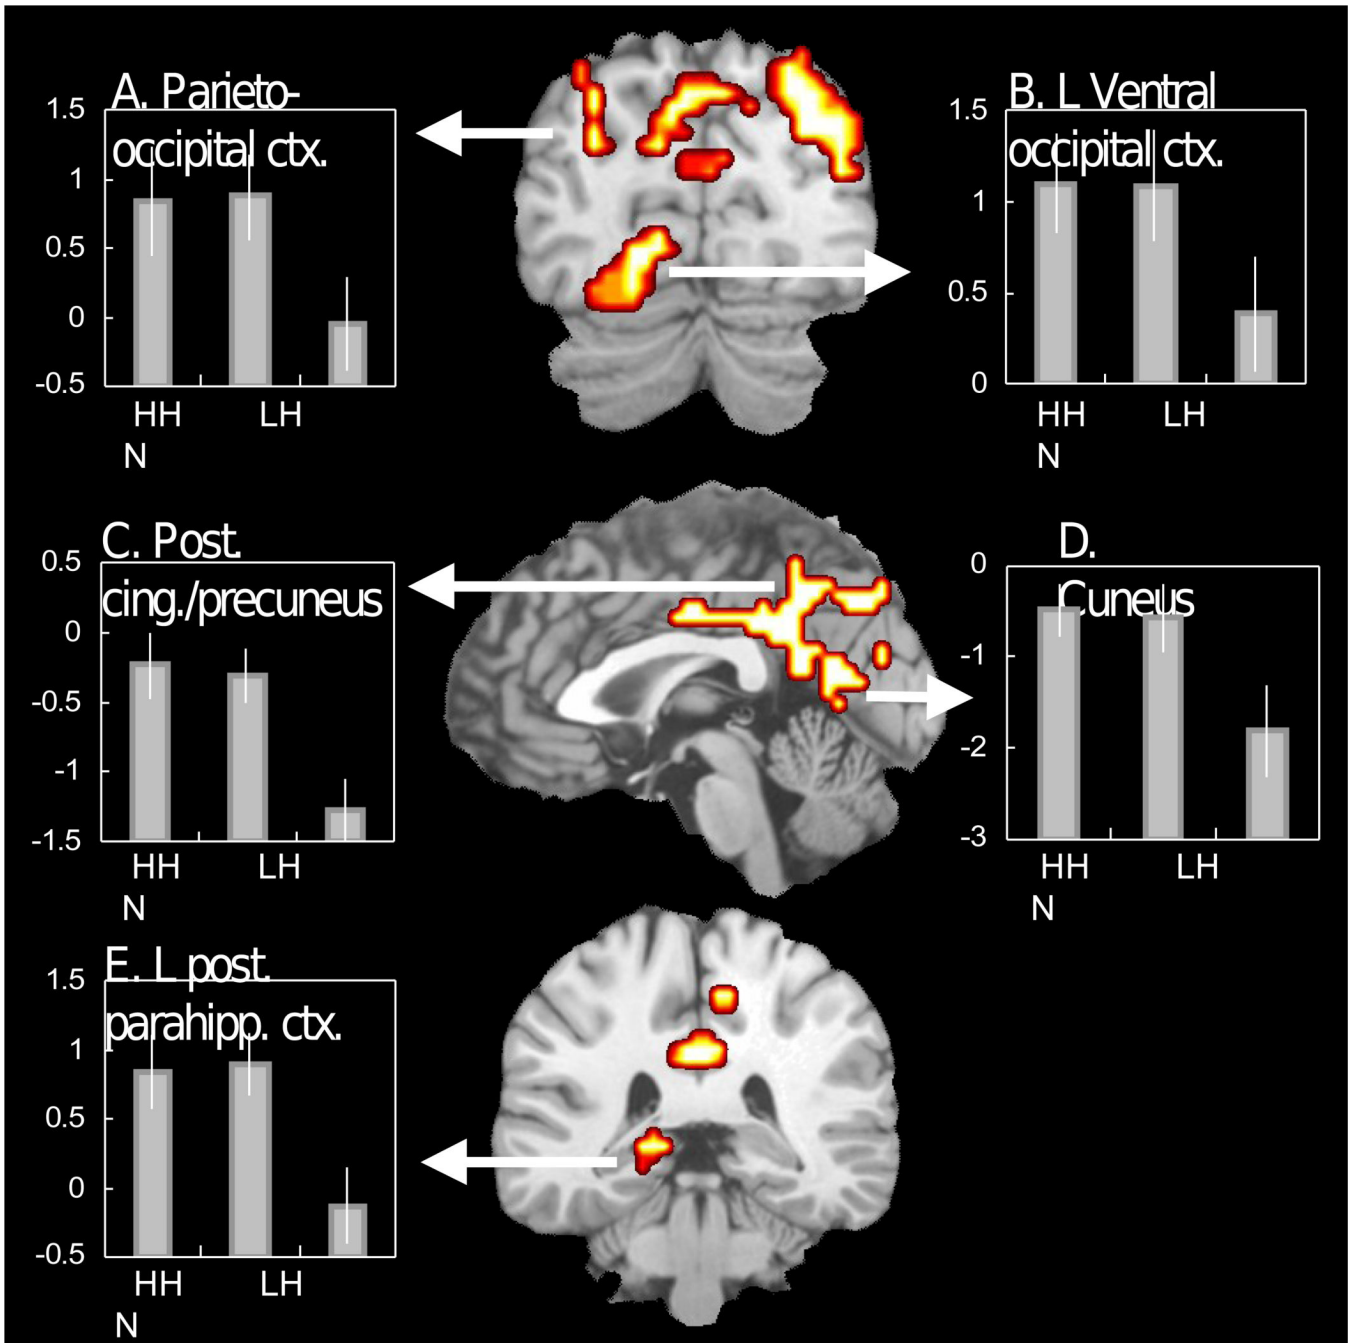 A. Parieto-
occipital ctx.
1.5
1
0.5
0
-0.5
HH LH
N
B. L Ventral
occipital ctx.
1.5
1
0.5
0
HH LH
N
C. Post.
cing./precuneus
0.5
0
-0.5
-1
-1.5
HH LH
N
D.
Cuneus
0
-1
-2
-3
HH LH
N
E. L post.
parahipp. ctx.
1.5
1
0.5
0
-0.5
HH LH
N